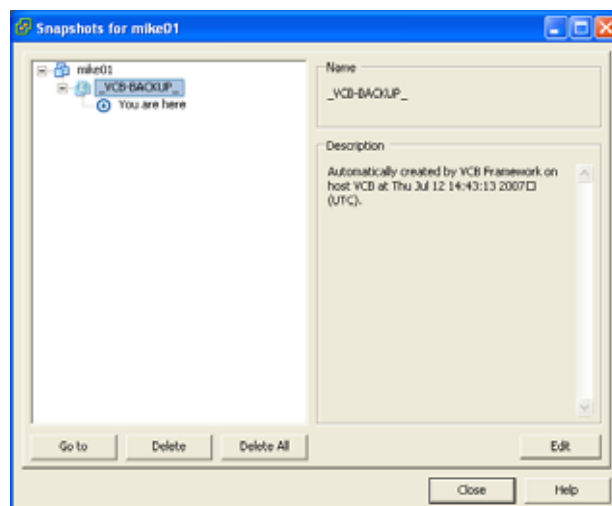 Snapshots for mike01
mike01
_VCB-BACKUP_
You are here
Name
_VCB-BACKUP_
Description
Automatically created by VCB Framework on
host VCB at Thu Jul 12 14:43:13 2007□
(UTC).
Go to
Delete
Delete All
Edit
Close
Help